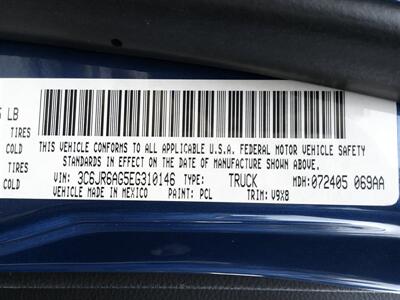 5 LB
TIRES
COLD
TIRES
COLD
THIS VEHICLE CONFORMS TO ALL APPLICABLE U.S.A. FEDERAL MOTOR VEHICLE SAFETY
STANDARDS IN EFFECT ON THE DATE OF MANUFACTURE SHOWN ABOVE.
VIN: 3C6JR6AG5EG310146 TYPE: TRUCK MDH: 072405 069AA
VEHICLE MADE IN MEXICO PAINT: PCL TRIM: V9X8